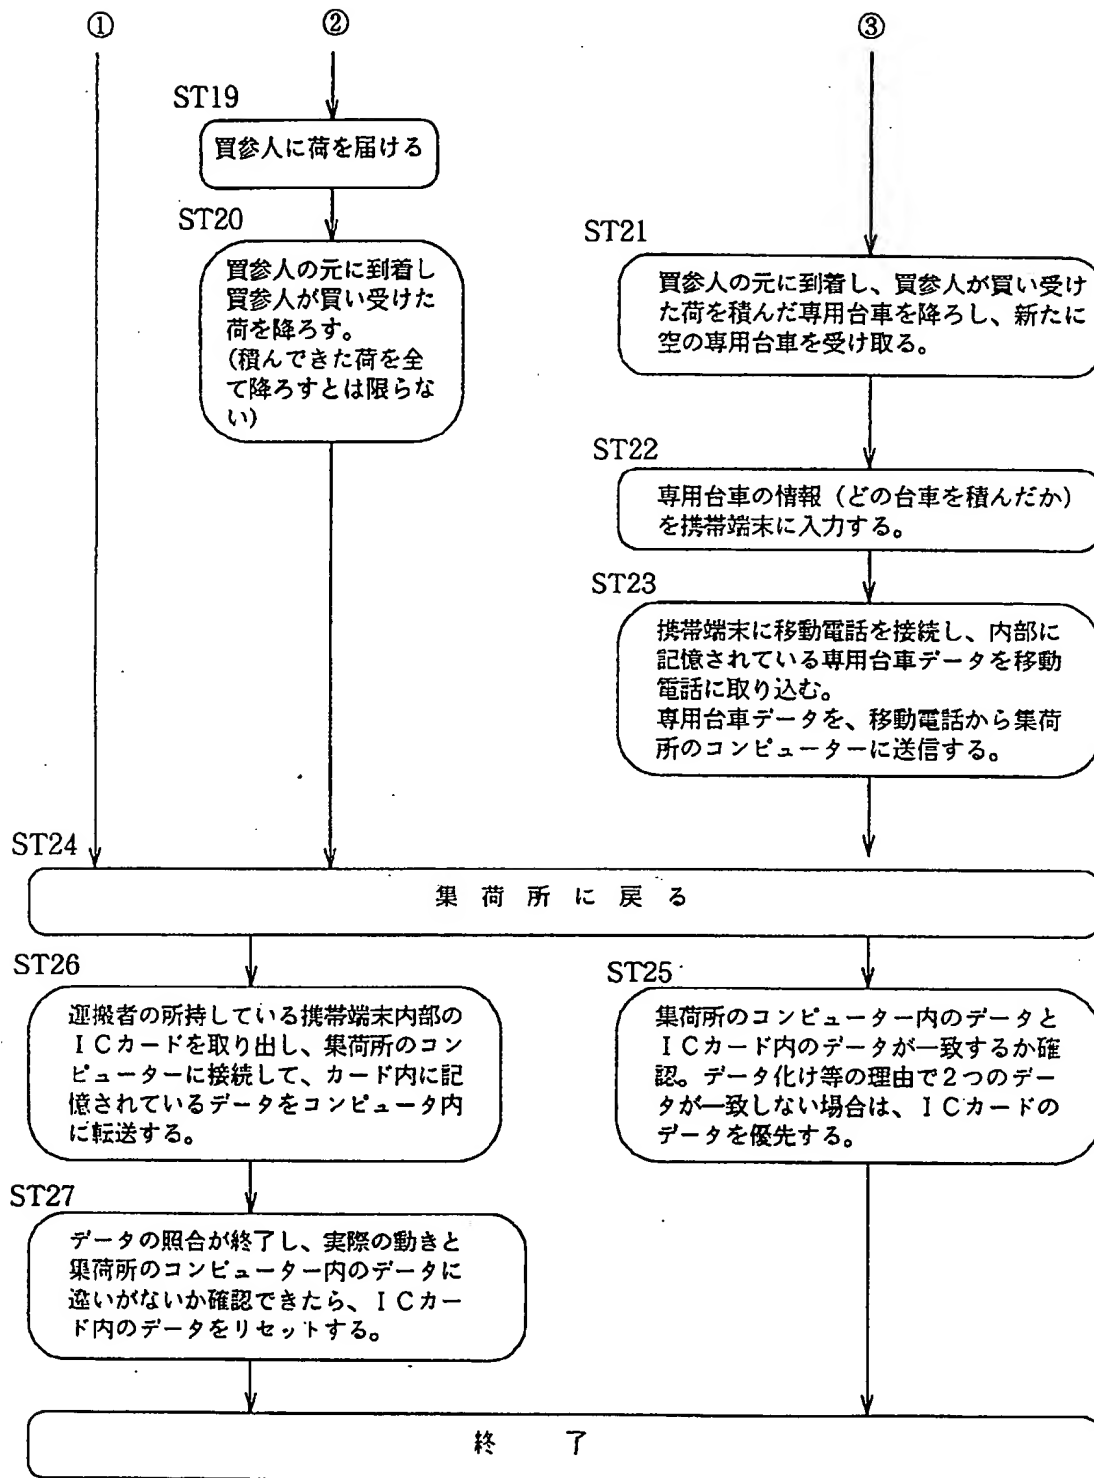 ①
②
③
ST19
買参人に荷を届ける
ST20
買参人の元に到着し
買参人が買い受けた
荷を降ろす。
(積んできた荷を全
て降ろすとは限らな
い)
ST21
買参人の元に到着し、買参人が買い受け
た荷を積んだ専用台車を降ろし、新たに
空の専用台車を受け取る。
ST22
専用台車の情報（どの台車を積んだか）
を携帯端末に入力する。
ST23
携帯端末に移動電話を接続し、内部に
記憶されている専用台車データを移動
電話に取り込む。
専用台車データを、移動電話から集荷
所のコンピューターに送信する。
ST24
集荷所に戻る
ST26
運搬者の所持している携帯端末内部の
ＩＣカードを取り出し、集荷所のコン
ピューターに接続して、カード内に記
憶されているデータをコンピュータ内
に転送する。
ST25
集荷所のコンピューター内のデータと
ＩＣカード内のデータが一致するか確
認。データ化け等の理由で２つのデー
タが一致しない場合は、ＩＣカードの
データを優先する。
ST27
データの照合が終了し、実際の動きと
集荷所のコンピューター内のデータに
違いがないか確認できたら、ＩＣカー
ド内のデータをリセットする。
終了